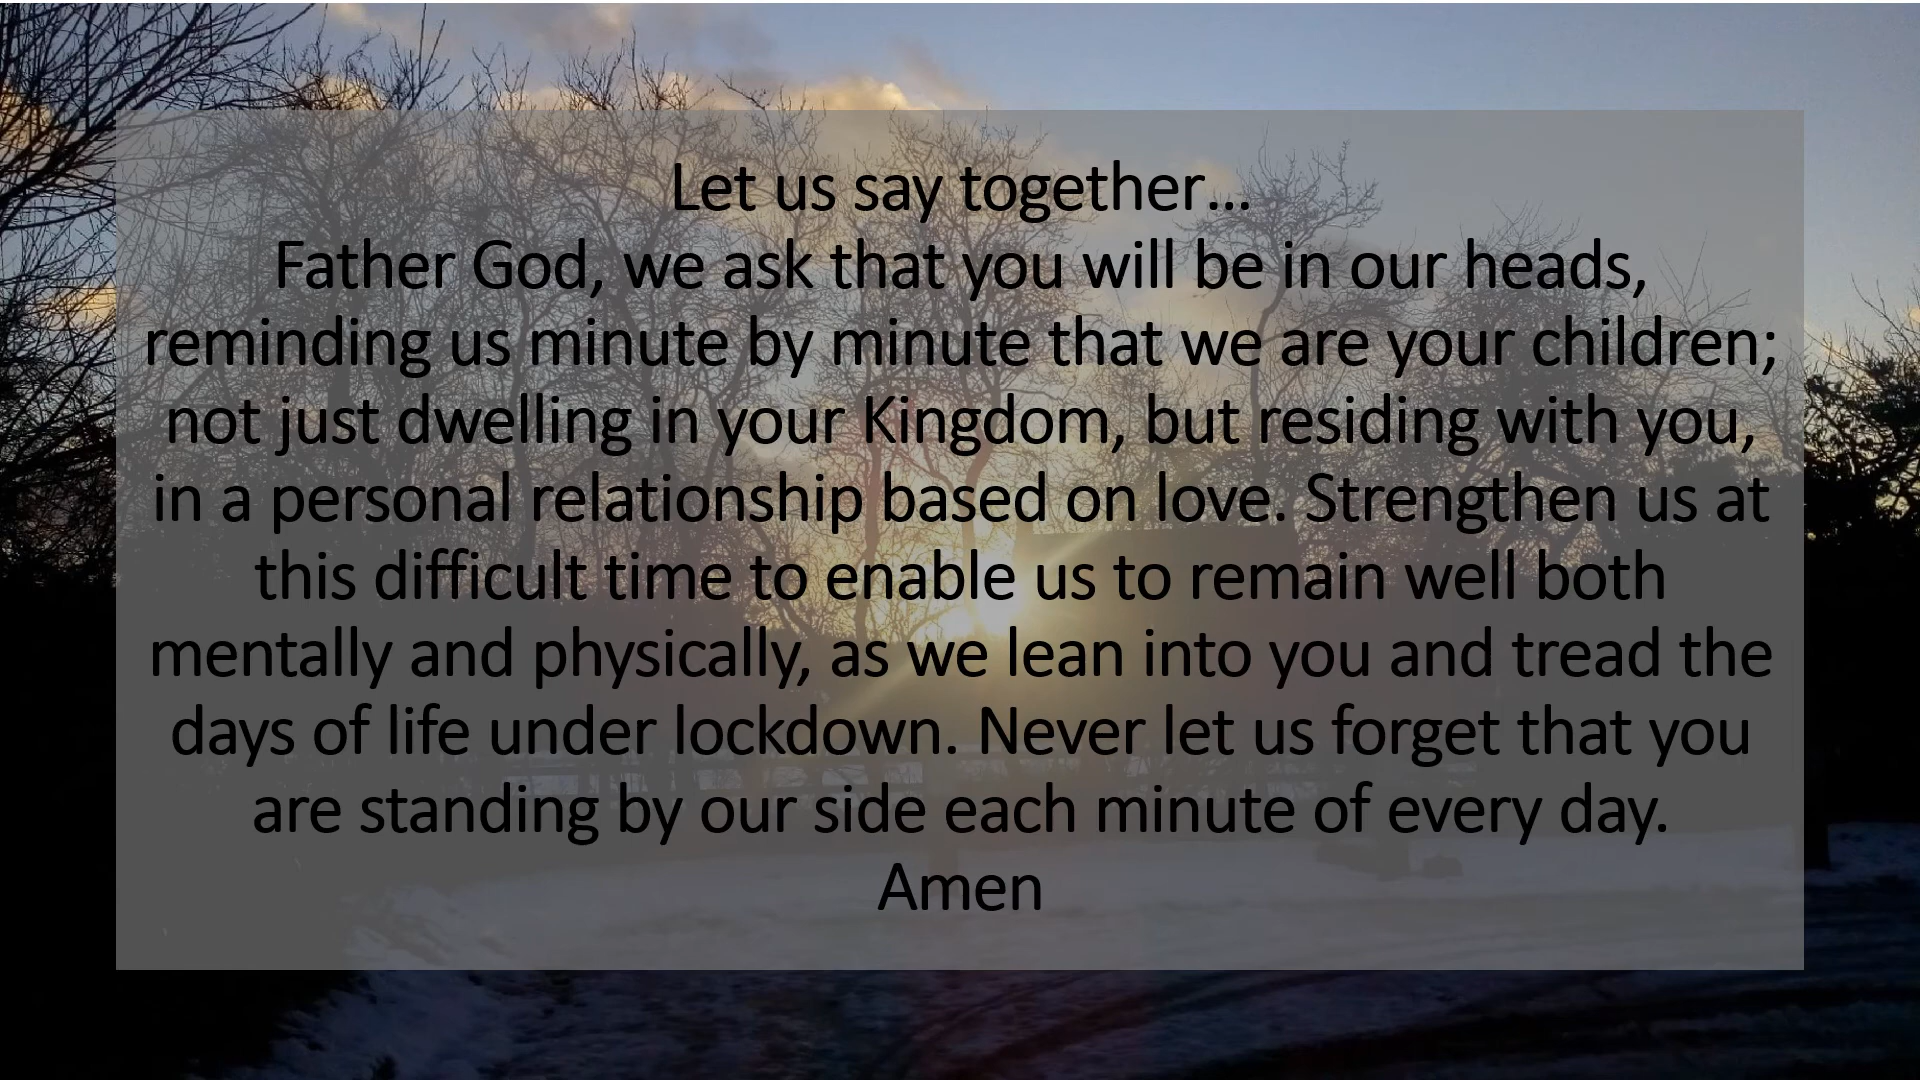 Let us say together…
Father God, we ask that you will be in our heads,
reminding us minute by minute that we are your children;
not just dwelling in your Kingdom, but residing with you,
in a personal relationship based on love. Strengthen us at
this difficult time to enable us to remain well both
mentally and physically, as we lean into you and tread the
days of life under lockdown. Never let us forget that you
are standing by our side each minute of every day.
Amen